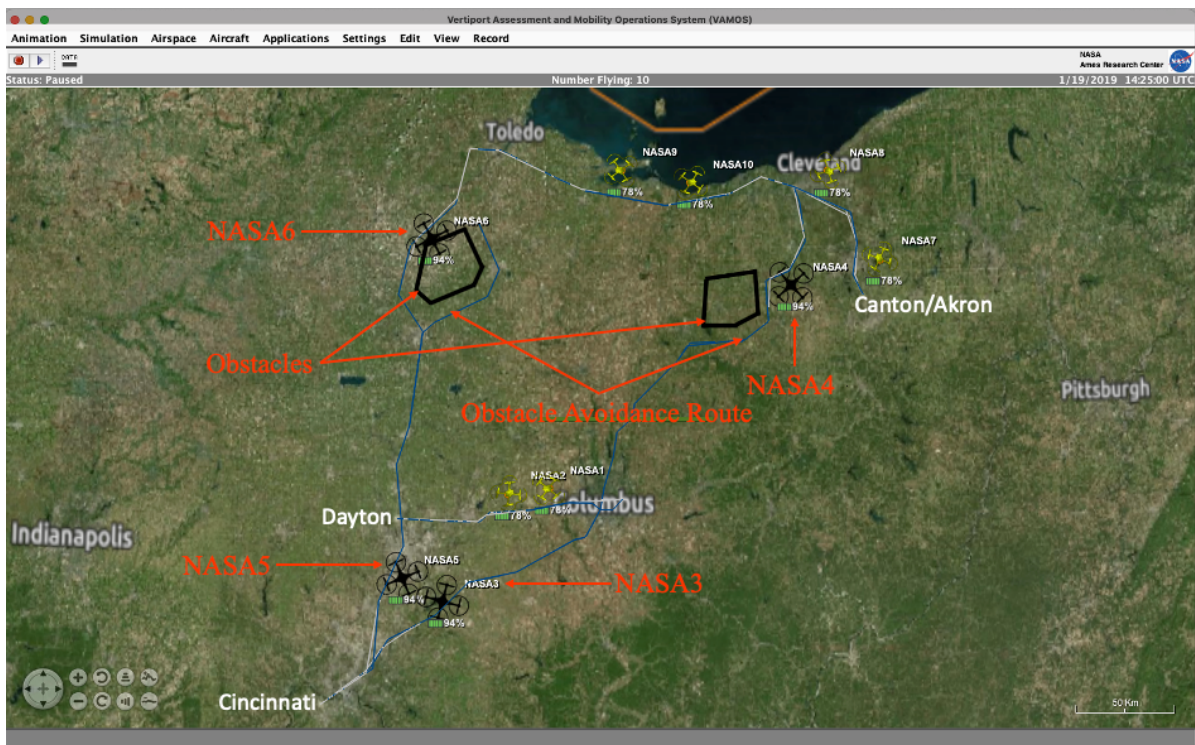 Vertiport Assessment and Mobility Operations System (VAMOS)
Animation Simulation Airspace Aircraft Applications Settings Edit View Record
DATA
NASA
Ames Research Center
NASA
Status: Paused
Number Flying: 10
1/19/2019 14:25:00 UTC
Toledo
NASA9
78%
NASA10
78%
Cleveland
NASA8
78%
NASA6
NASA6
94%
NASA7
78%
NASA4
94%
Canton/Akron
Obstacles
NASA4
Obstacle Avoidance Route
Pittsburgh
NASA2
NASA1
78%
78%
Columbus
Dayton
Indianapolis
NASA5
NASA5
94%
NASA3
94%
NASA3
Cincinnati
50 Km